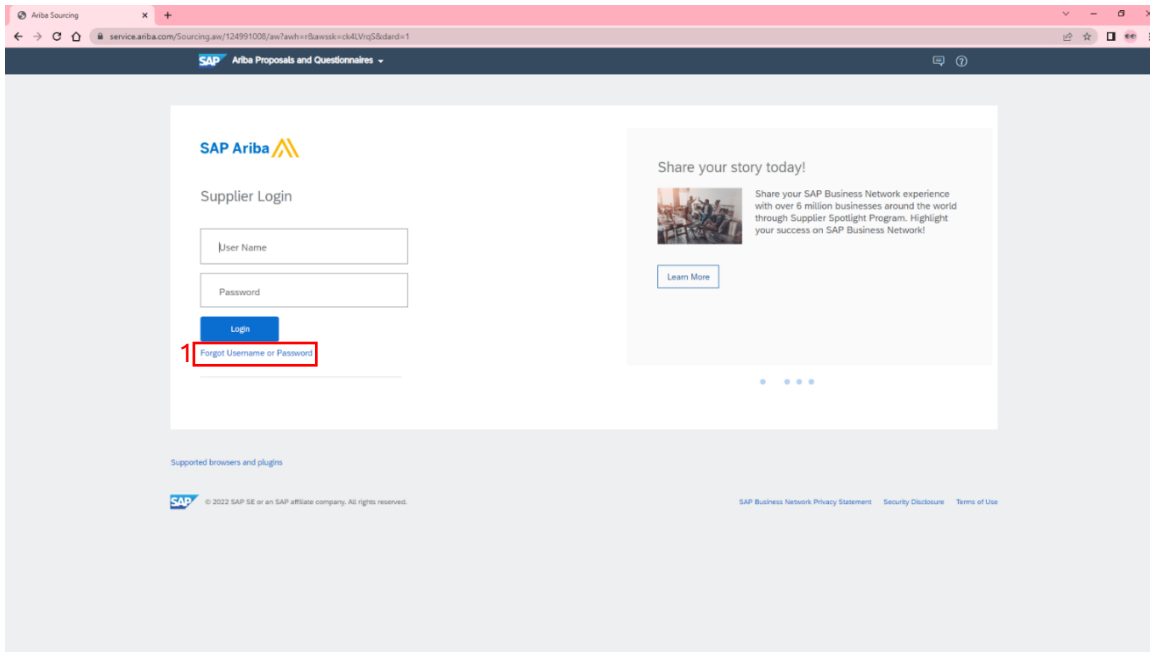 Ariba Sourcing
service.ariba.com/Sourcing.aw/124991008/aw?awh=r&awssk=ck4LVrqS&dard=1
SAP Ariba Proposals and Questionnaires
SAP Ariba
Supplier Login
User Name
Password
Login
1 Forgot Username or Password
Share your story today!
Share your SAP Business Network experience
with over 6 million businesses around the world
through Supplier Spotlight Program. Highlight
your success on SAP Business Network!
Learn More
Supported browsers and plugins
SAP © 2022 SAP SE or an SAP affiliate company. All rights reserved.
SAP Business Network Privacy Statement Security Disclosure Terms of Use